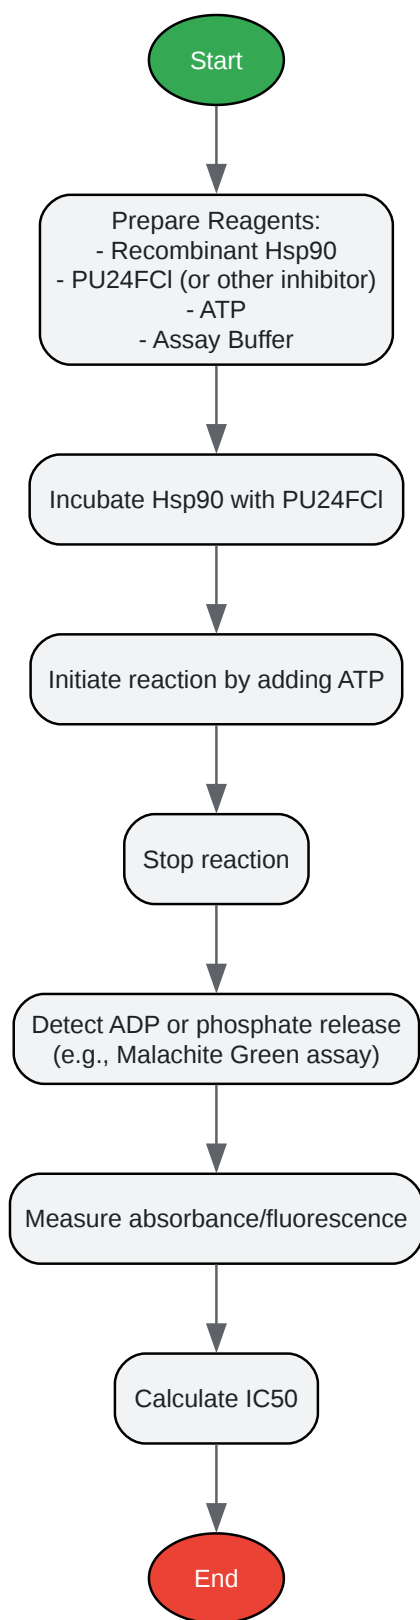 Start
Prepare Reagents:
- Recombinant Hsp90
- PU24FCl (or other inhibitor)
- ATP
- Assay Buffer
Incubate Hsp90 with PU24FCl
Initiate reaction by adding ATP
Stop reaction
Detect ADP or phosphate release
(e.g., Malachite Green assay)
Measure absorbance/fluorescence
Calculate IC50
End